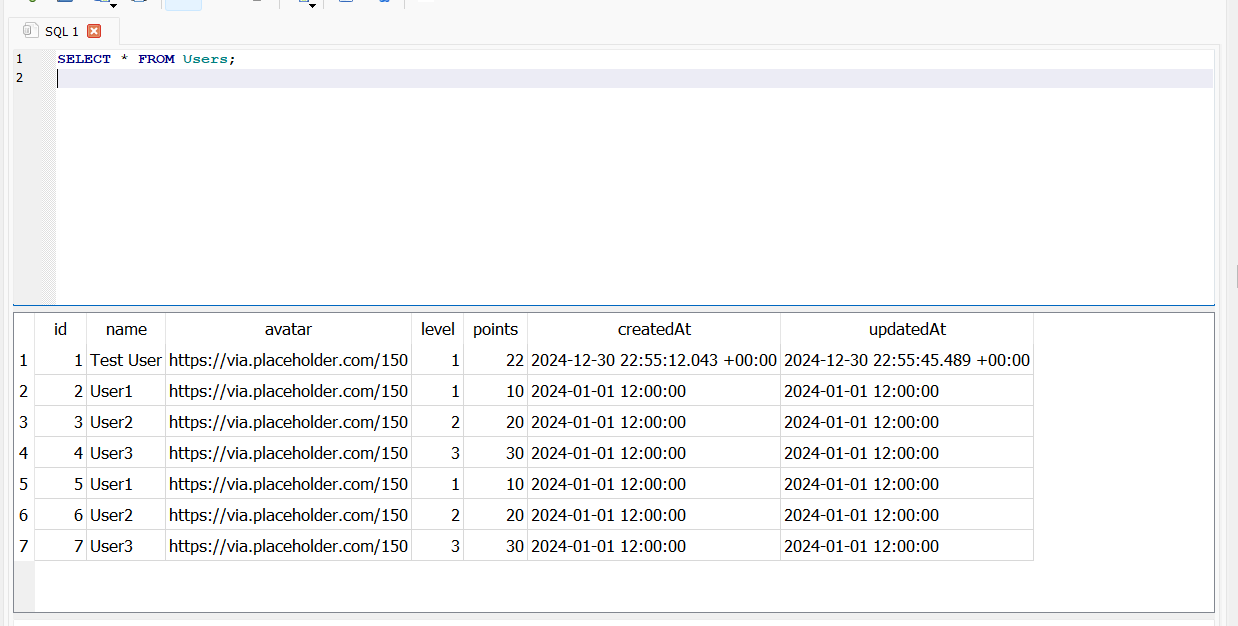 SQL 1
1 SELECT * FROM Users;
2
id name avatar level points createdAt updatedAt
1 1 Test User https://via.placeholder.com/150 1 22 2024-12-30 22:55:12.043 +00:00 2024-12-30 22:55:45.489 +00:00
2 2 User1 https://via.placeholder.com/150 1 10 2024-01-01 12:00:00 2024-01-01 12:00:00
3 3 User2 https://via.placeholder.com/150 2 20 2024-01-01 12:00:00 2024-01-01 12:00:00
4 4 User3 https://via.placeholder.com/150 3 30 2024-01-01 12:00:00 2024-01-01 12:00:00
5 5 User1 https://via.placeholder.com/150 1 10 2024-01-01 12:00:00 2024-01-01 12:00:00
6 6 User2 https://via.placeholder.com/150 2 20 2024-01-01 12:00:00 2024-01-01 12:00:00
7 7 User3 https://via.placeholder.com/150 3 30 2024-01-01 12:00:00 2024-01-01 12:00:00